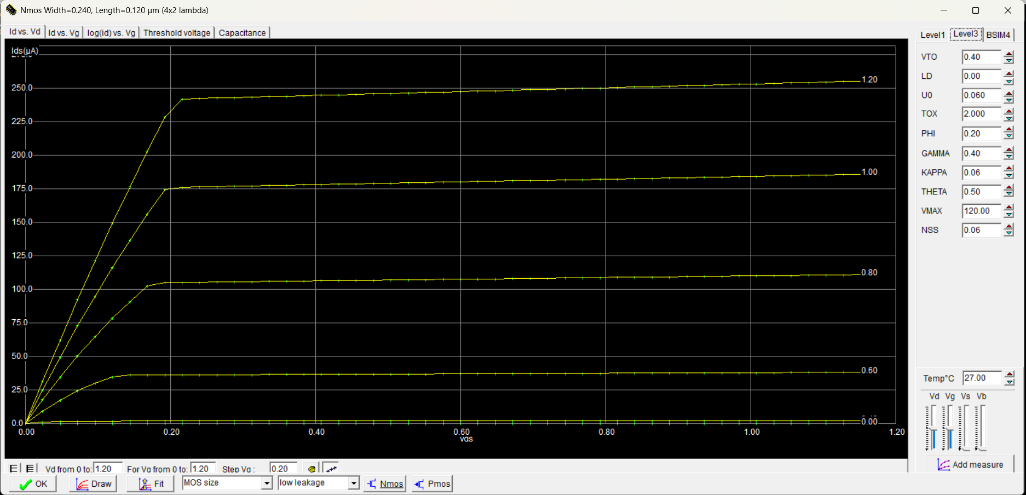 Nmos Width=0.240, Length=0.120 µm (4x2 lambda)
Id vs. Vd Id vs. Vg log(id) vs. Vg Threshold voltage Capacitance
Level1 Level3 BSIM4
Ids(µA)
250.0
225.0
200.0
175.0
150.0
125.0
100.0
75.0
50.0
25.0
0.0
1.20
1.00
0.80
0.60
0.00
0.00 0.20 0.40 0.60 0.80 1.00 1.20
VTO 0.40
LD 0.00
U0 0.060
TOX 2.000
PHI 0.20
GAMMA 0.40
KAPPA 0.06
THETA 0.50
VMAX 120.00
NSS 0.06
Temp°C 27.00
Vd Vg Vs Vb
Add measure
E E Vd from 0 to: 1.20 For Vg from 0 to: 1.20 Step Vg : 0.20
OK Draw Fit MOS size low leakage Nmos Pmos